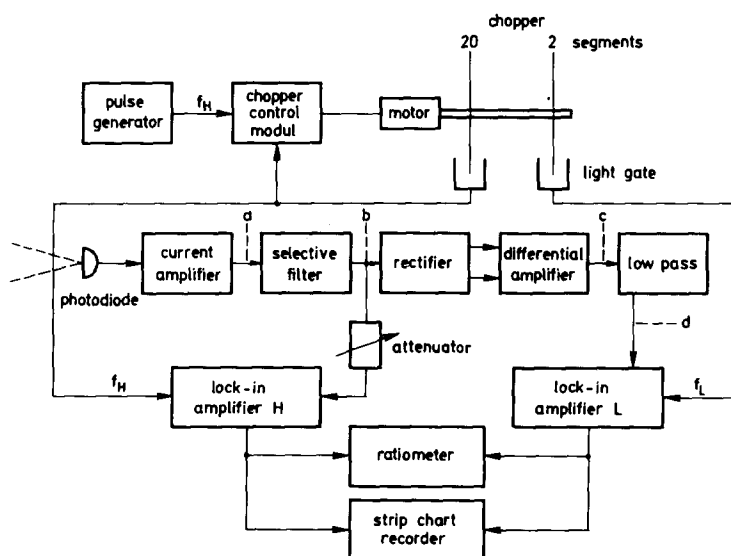 chopper
20 2 segments
pulse
generator
f_H
chopper
control
modul
motor
light gate
a
b
c
current
amplifier
selective
filter
rectifier
differential
amplifier
low pass
photodiode
d
attenuator
f_H
lock-in
amplifier H
lock-in
amplifier L
f_L
ratiometer
strip chart
recorder